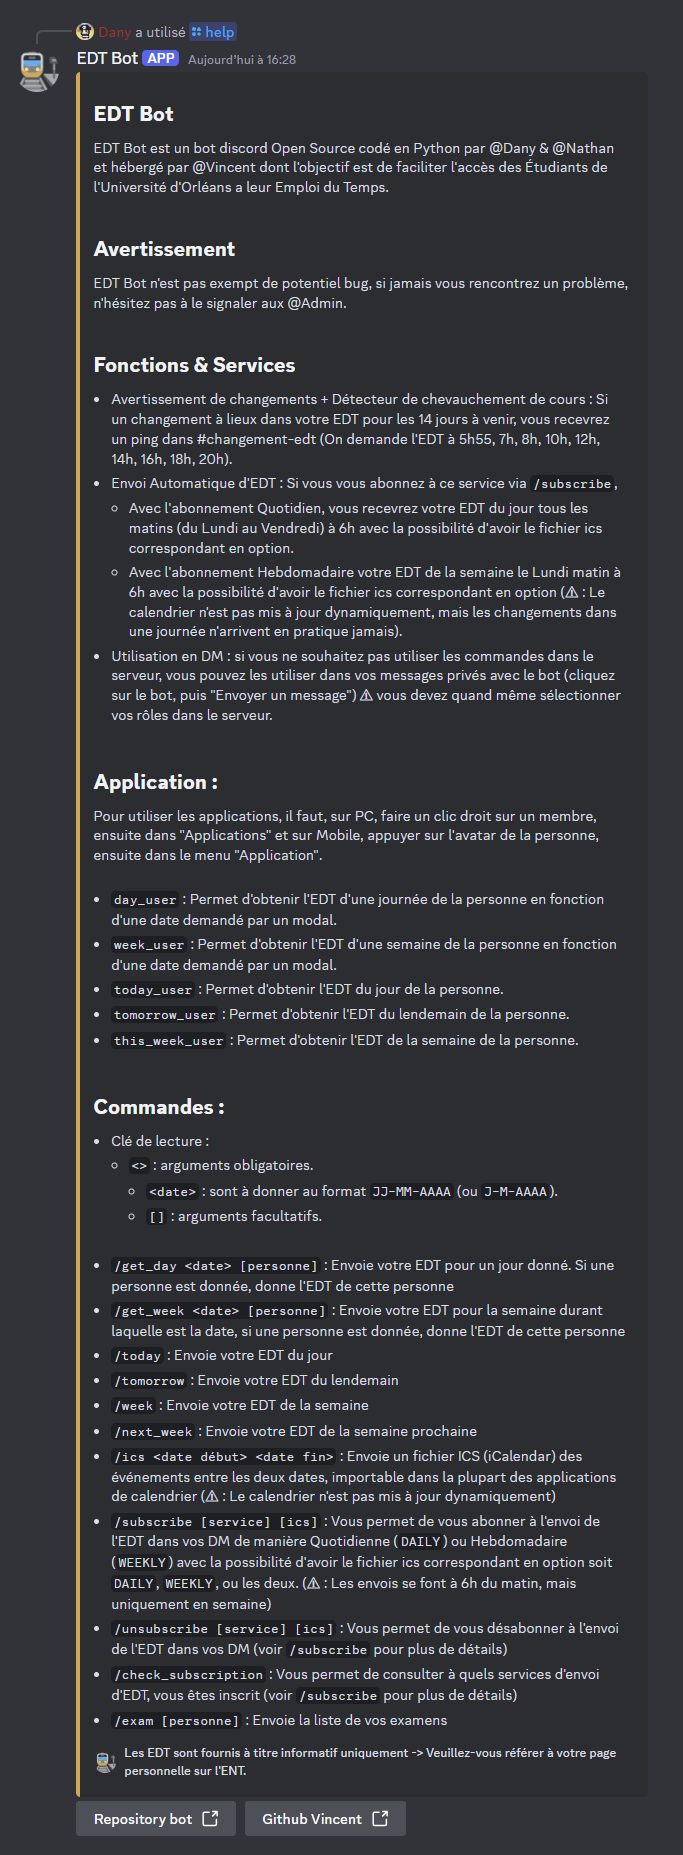 Dany a utilisé help
EDT Bot APP Aujourd'hui à 16:28
EDT Bot
EDT Bot est un bot discord Open Source codé en Python par @Dany & @Nathan
et hébergé par @Vincent dont l'objectif est de faciliter l'accès des Étudiants de
l'Université d'Orléans a leur Emploi du Temps.
Avertissement
EDT Bot n'est pas exempt de potentiel bug, si jamais vous rencontrez un problème,
n'hésitez pas à le signaler aux @Admin.
Fonctions & Services
• Avertissement de changements + Détecteur de chevauchement de cours : Si
un changement à lieux dans votre EDT pour les 14 jours à venir, vous recevrez
un ping dans #changement-edt (On demande l'EDT à 5h55, 7h, 8h, 10h, 12h,
14h, 16h, 18h, 20h).
• Envoi Automatique d'EDT : Si vous vous abonnez à ce service via /subscribe,
◦ Avec l'abonnement Quotidien, vous recevrez votre EDT du jour tous les
matins (du Lundi au Vendredi) à 6h avec la possibilité d'avoir le fichier ics
correspondant en option.
◦ Avec l'abonnement Hebdomadaire votre EDT de la semaine le Lundi matin à
6h avec la possibilité d'avoir le fichier ics correspondant en option (⚠ : Le
calendrier n'est pas mis à jour dynamiquement, mais les changements dans
une journée n'arrivent en pratique jamais).
• Utilisation en DM : si vous ne souhaitez pas utiliser les commandes dans le
serveur, vous pouvez les utiliser dans vos messages privés avec le bot (cliquez
sur le bot, puis "Envoyer un message") ⚠ vous devez quand même sélectionner
vos rôles dans le serveur.
Application :
Pour utiliser les applications, il faut, sur PC, faire un clic droit sur un membre,
ensuite dans "Applications" et sur Mobile, appuyer sur l'avatar de la personne,
ensuite dans le menu "Application".
• day_user : Permet d'obtenir l'EDT d'une journée de la personne en fonction
d'une date demandé par un modal.
• week_user : Permet d'obtenir l'EDT d'une semaine de la personne en fonction
d'une date demandé par un modal.
• today_user : Permet d'obtenir l'EDT du jour de la personne.
• tomorrow_user : Permet d'obtenir l'EDT du lendemain de la personne.
• this_week_user : Permet d'obtenir l'EDT de la semaine de la personne.
Commandes :
• Clé de lecture :
◦ <> : arguments obligatoires.
◦ <date> : sont à donner au format JJ-MM-AAAA (ou J-M-AAAA).
◦ [] : arguments facultatifs.
• /get_day <date> [personne] : Envoie votre EDT pour un jour donné. Si une
personne est donnée, donne l'EDT de cette personne
• /get_week <date> [personne] : Envoie votre EDT pour la semaine durant
laquelle est la date, si une personne est donnée, donne l'EDT de cette personne
• /today : Envoie votre EDT du jour
• /tomorrow : Envoie votre EDT du lendemain
• /week : Envoie votre EDT de la semaine
• /next_week : Envoie votre EDT de la semaine prochaine
• /ics <date début> <date fin> : Envoie un fichier ICS (iCalendar) des
événements entre les deux dates, importable dans la plupart des applications
de calendrier (⚠ : Le calendrier n'est pas mis à jour dynamiquement)
• /subscribe [service] [ics] : Vous permet de vous abonner à l'envoi de
l'EDT dans vos DM de manière Quotidienne (DAILY) ou Hebdomadaire
(WEEKLY) avec la possibilité d'avoir le fichier ics correspondant en option soit
DAILY, WEEKLY, ou les deux. (⚠ : Les envois se font à 6h du matin, mais
uniquement en semaine)
• /unsubscribe [service] [ics] : Vous permet de vous désabonner à l'envoi
de l'EDT dans vos DM (voir /subscribe pour plus de détails)
• /check_subscription : Vous permet de consulter à quels services d'envoi
d'EDT, vous êtes inscrit (voir /subscribe pour plus de détails)
• /exam [personne] : Envoie la liste de vos examens
Les EDT sont fournis à titre informatif uniquement -> Veuillez-vous référer à votre page
personnelle sur l'ENT.
Repository bot Github Vincent